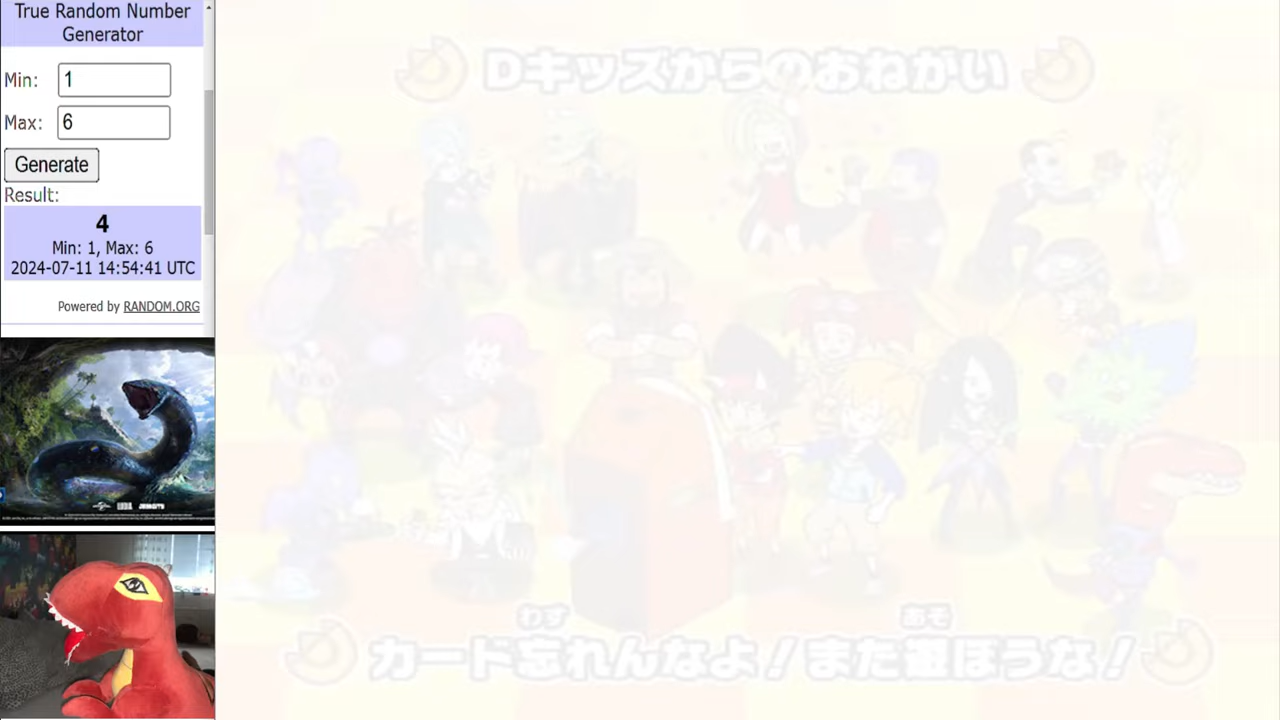 True Random Number
Generator
Min: 1
Max: 6
Generate
Result:
4
Min: 1, Max: 6
2024-07-11 14:54:41 UTC
Powered by RANDOM.ORG
Dキッズからのおねがい
わす あそ
カード忘れんなよ！また遊ぼうな！